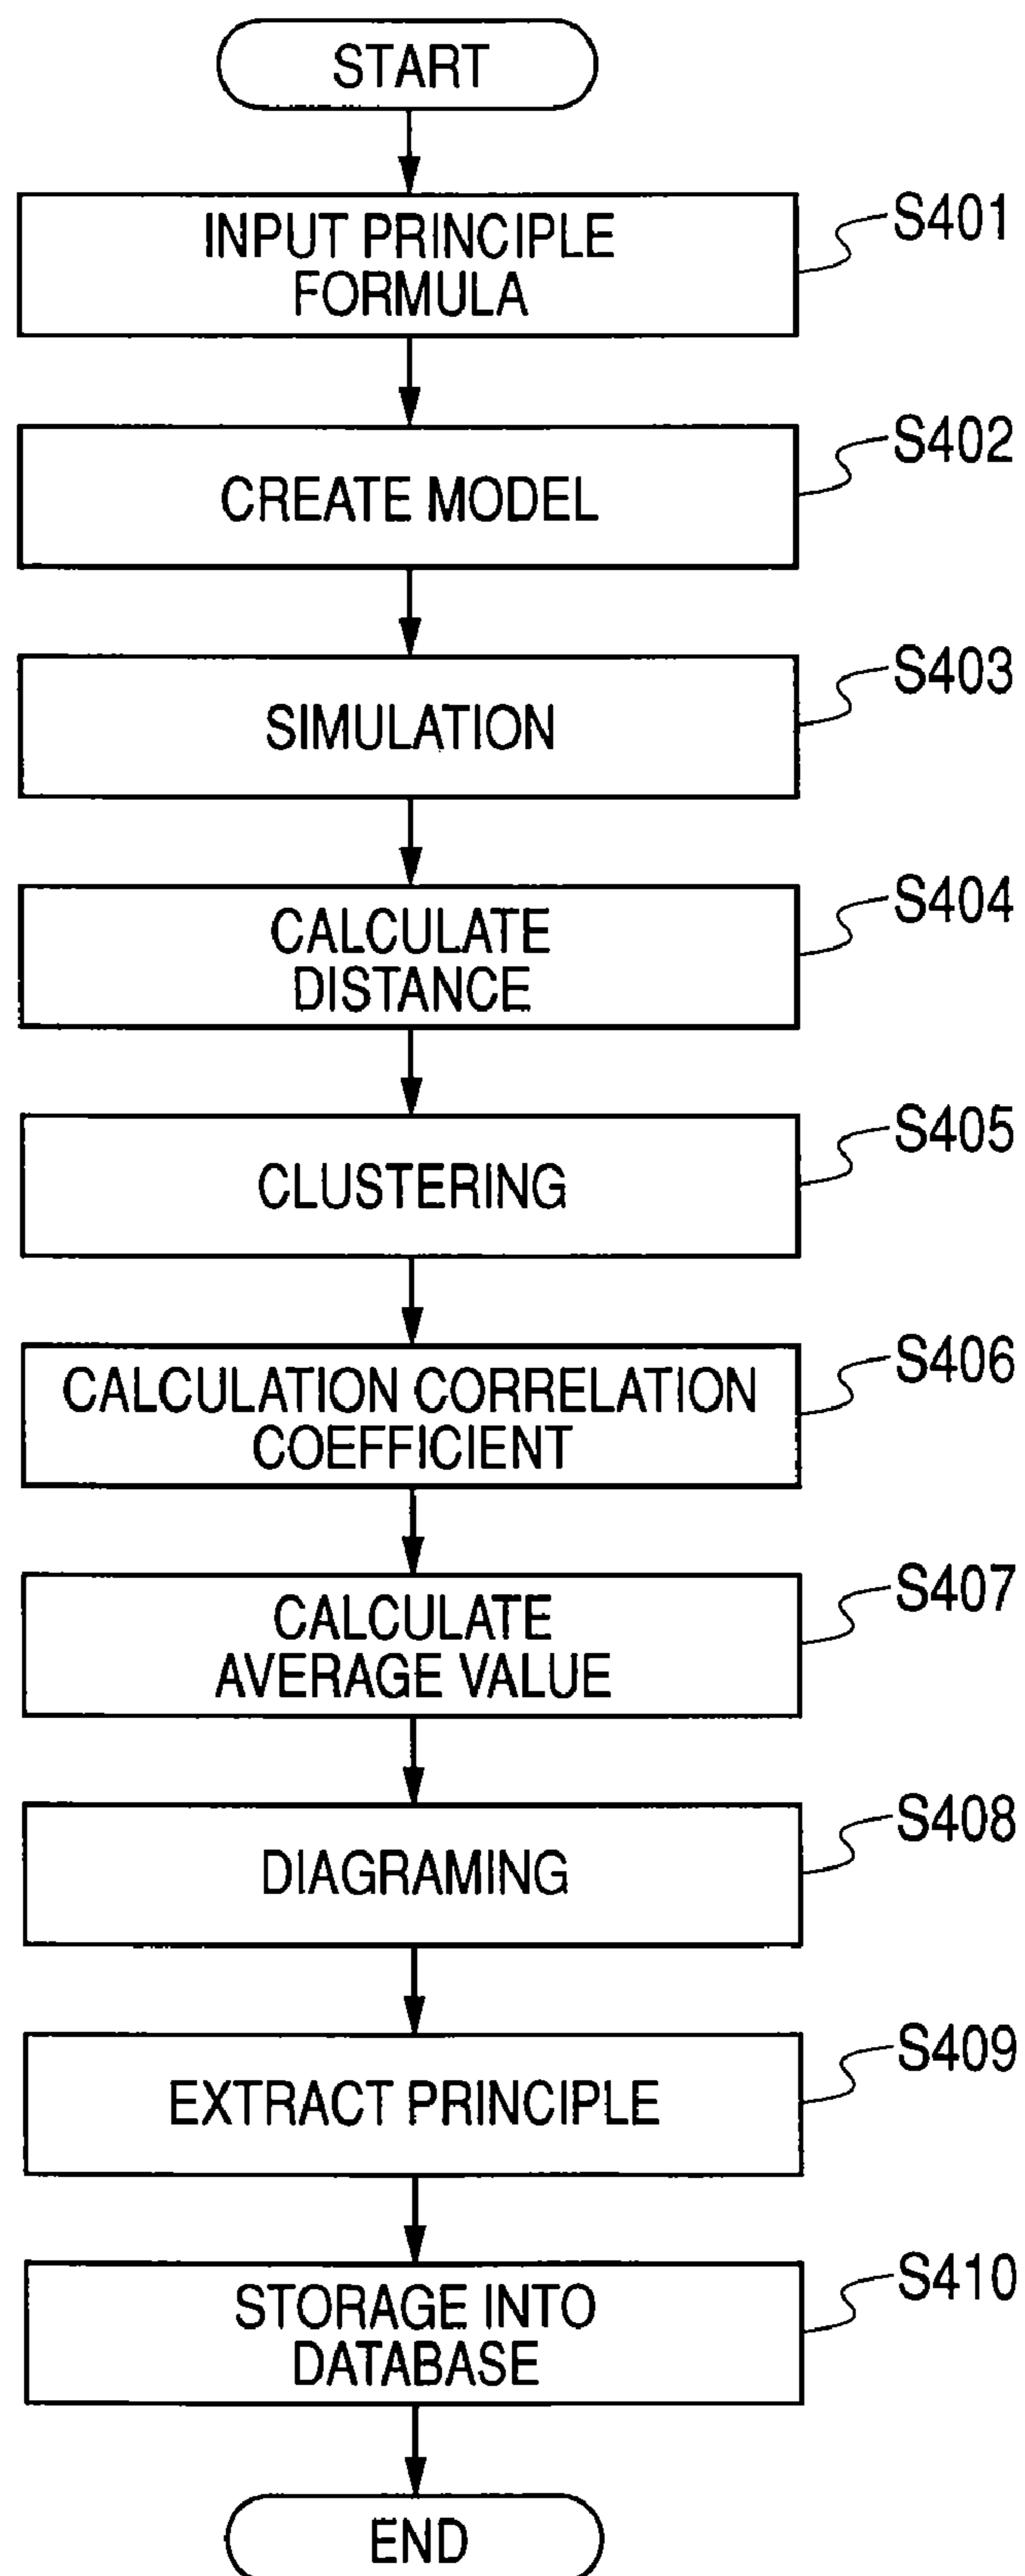 START
INPUT PRINCIPLE
FORMULA
S401
CREATE MODEL
S402
SIMULATION
S403
CALCULATE
DISTANCE
S404
CLUSTERING
S405
CALCULATION CORRELATION
COEFFICIENT
S406
CALCULATE
AVERAGE VALUE
S407
DIAGRAMING
S408
EXTRACT PRINCIPLE
S409
STORAGE INTO
DATABASE
S410
END